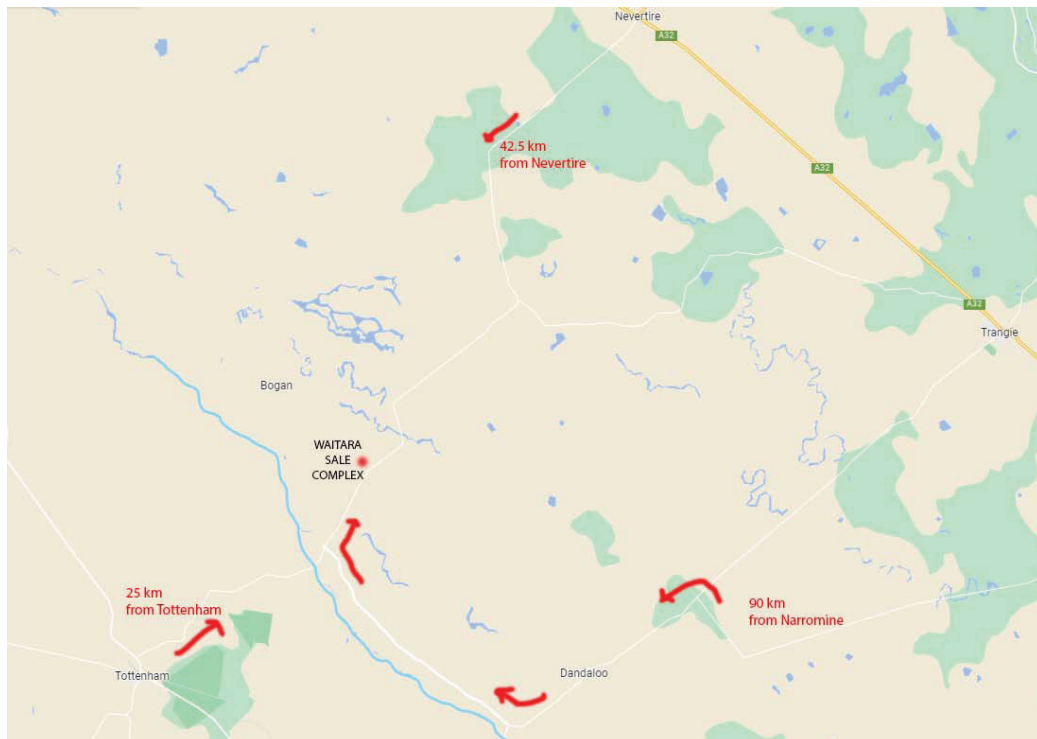 Nevertire
A32
42.5 km
from Nevertire
A32
A32
Trangie
Bogan
WAITARA
SALE
COMPLEX
25 km
from Tottenham
90 km
from Narromine
Tottenham
Dandaloo